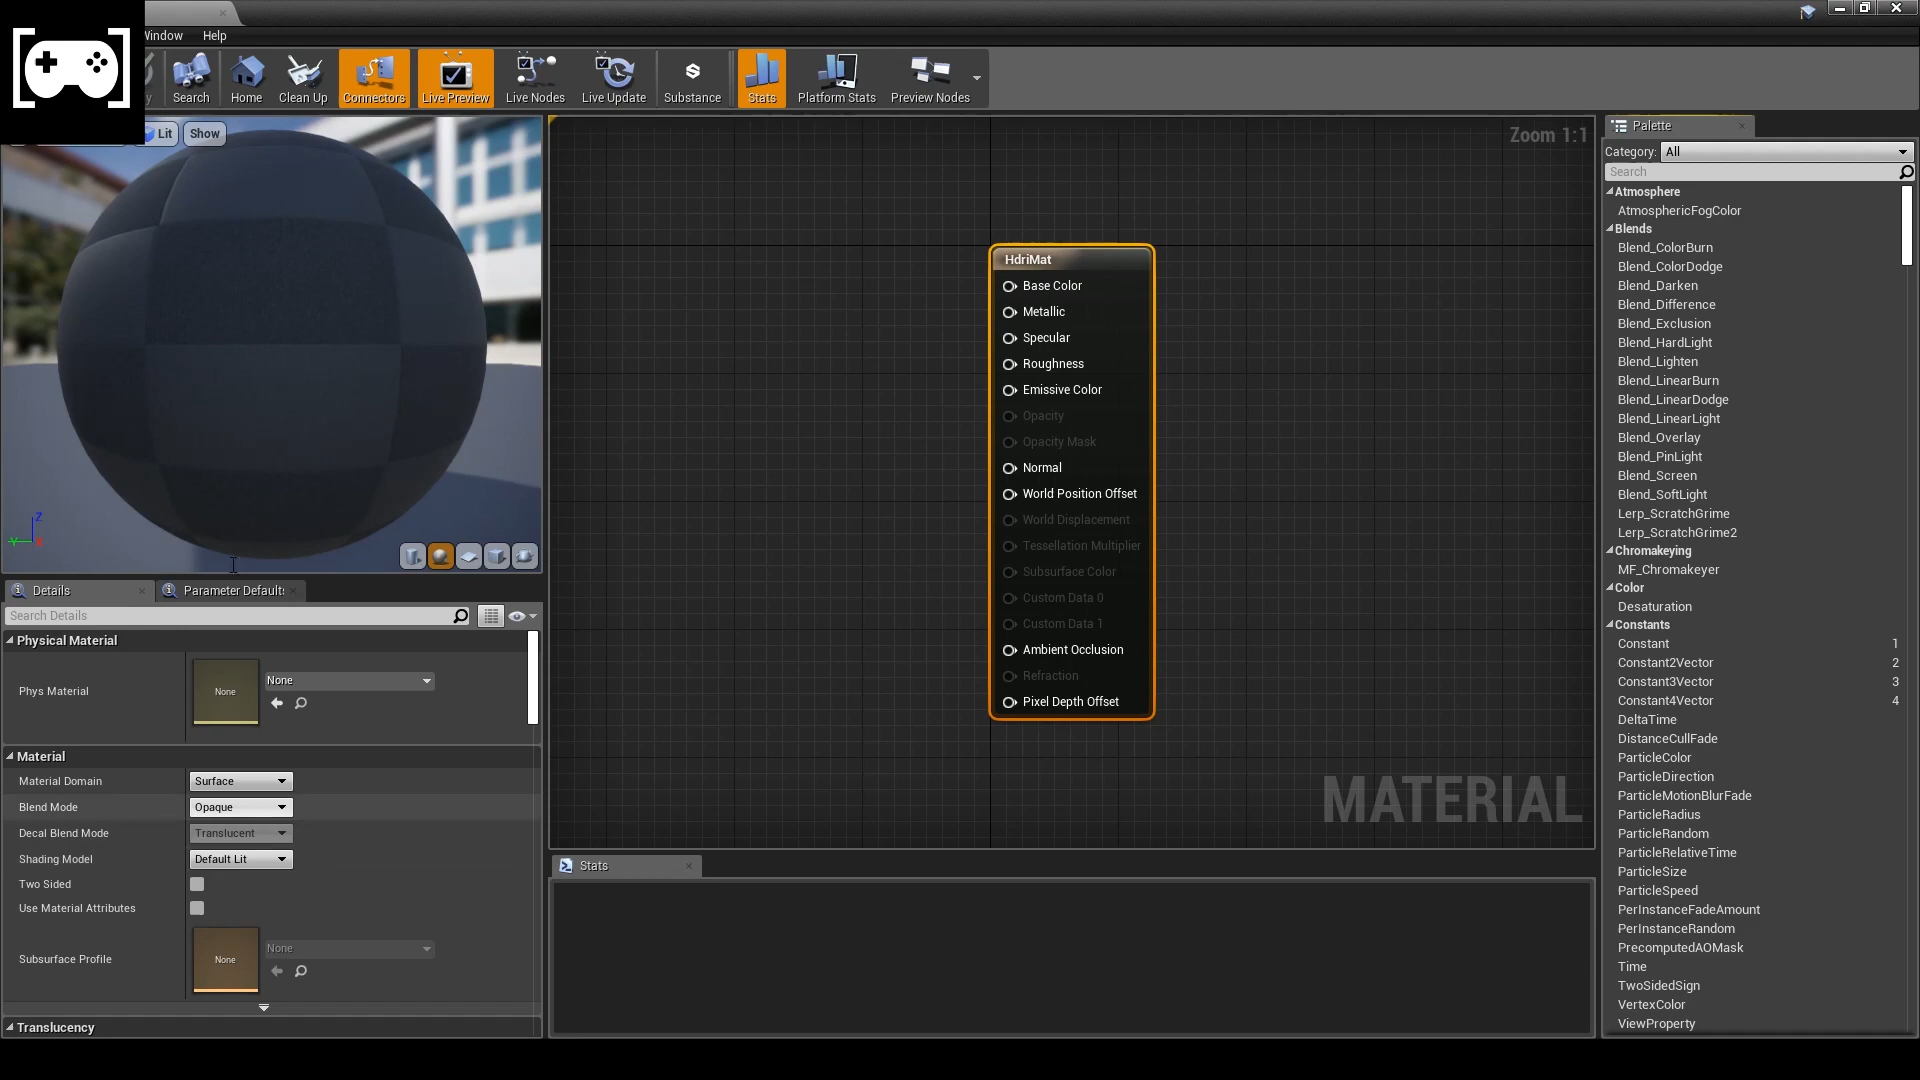 Window
Help
y
Search
Home
Clean Up
Connectors
Live Preview
Live Nodes
Live Update
Substance
Stats
Platform Stats
Preview Nodes
Lit
Show
Z
Y
Zoom 1:1
HdriMat
Base Color
Metallic
Specular
Roughness
Emissive Color
Opacity
Opacity Mask
Normal
World Position Offset
World Displacement
Tessellation Multiplier
Subsurface Color
Custom Data 0
Custom Data 1
Ambient Occlusion
Refraction
Pixel Depth Offset
MATERIAL
Stats
Details
Parameter Default
Search Details
Physical Material
Phys Material
None
None
Material
Material Domain
Surface
Blend Mode
Opaque
Decal Blend Mode
Translucent
Shading Model
Default Lit
Two Sided
Use Material Attributes
Subsurface Profile
None
None
Translucency
Palette
Category:
All
Search
Atmosphere
AtmosphericFogColor
Blends
Blend_ColorBurn
Blend_ColorDodge
Blend_Darken
Blend_Difference
Blend_Exclusion
Blend_HardLight
Blend_Lighten
Blend_LinearBurn
Blend_LinearDodge
Blend_LinearLight
Blend_Overlay
Blend_PinLight
Blend_Screen
Blend_SoftLight
Lerp_ScratchGrime
Lerp_ScratchGrime2
Chromakeying
MF_Chromakeyer
Color
Desaturation
Constants
Constant 1
Constant2Vector 2
Constant3Vector 3
Constant4Vector 4
DeltaTime
DistanceCullFade
ParticleColor
ParticleDirection
ParticleMotionBlurFade
ParticleRadius
ParticleRandom
ParticleRelativeTime
ParticleSize
ParticleSpeed
PerInstanceFadeAmount
PerInstanceRandom
PrecomputedAOMask
Time
TwoSidedSign
VertexColor
ViewProperty